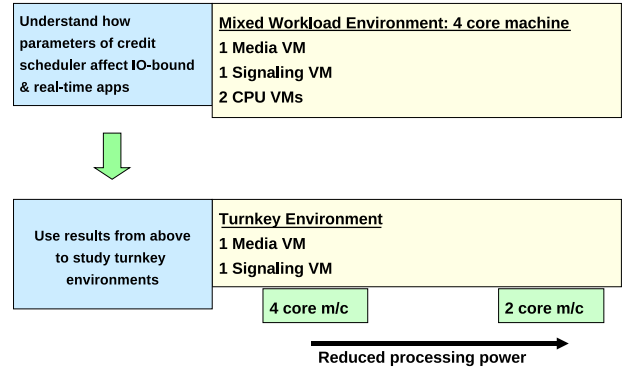 Understand how
parameters of credit
scheduler affect IO-bound
& real-time apps
Mixed Workload Environment: 4 core machine
1 Media VM
1 Signaling VM
2 CPU VMs
Use results from above
to study turnkey
environments
Turnkey Environment
1 Media VM
1 Signaling VM
4 core m/c
2 core m/c
Reduced processing power